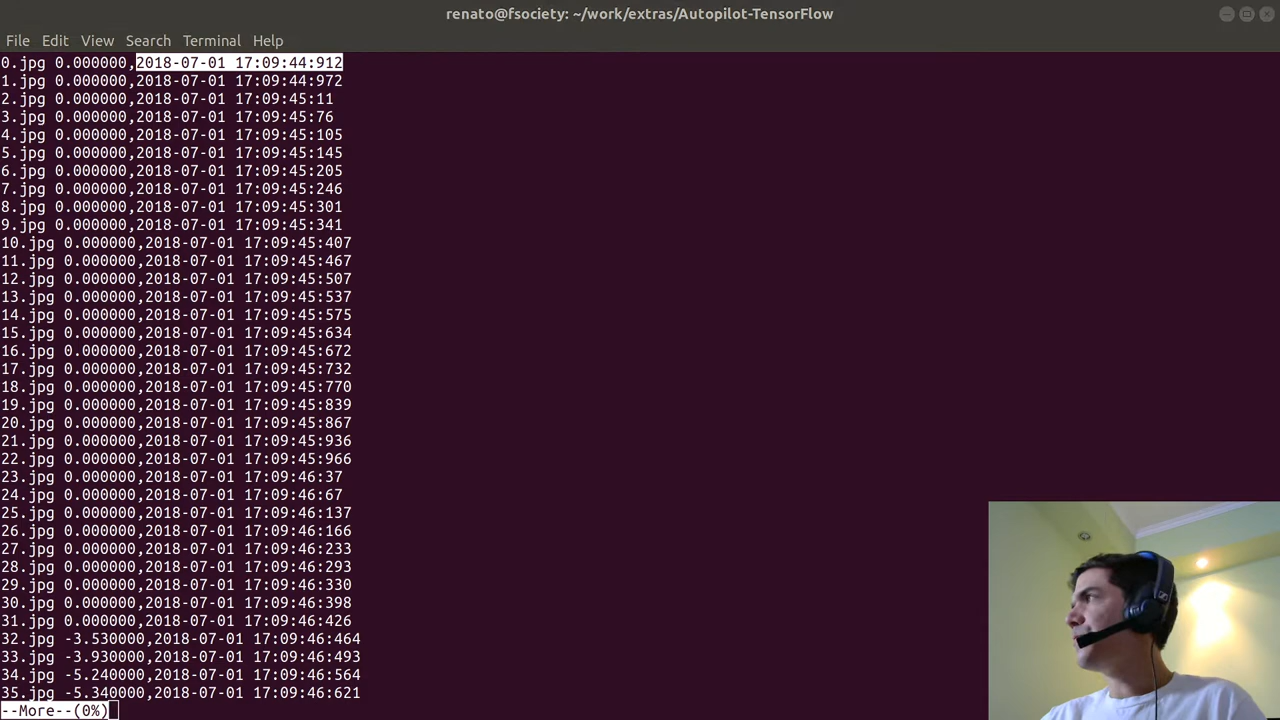 renato@fsociety: ~/work/extras/Autopilot-TensorFlow
File Edit View Search Terminal Help
0.jpg 0.000000,2018-07-01 17:09:44:912
1.jpg 0.000000,2018-07-01 17:09:44:972
2.jpg 0.000000,2018-07-01 17:09:45:11
3.jpg 0.000000,2018-07-01 17:09:45:76
4.jpg 0.000000,2018-07-01 17:09:45:105
5.jpg 0.000000,2018-07-01 17:09:45:145
6.jpg 0.000000,2018-07-01 17:09:45:205
7.jpg 0.000000,2018-07-01 17:09:45:246
8.jpg 0.000000,2018-07-01 17:09:45:301
9.jpg 0.000000,2018-07-01 17:09:45:341
10.jpg 0.000000,2018-07-01 17:09:45:407
11.jpg 0.000000,2018-07-01 17:09:45:467
12.jpg 0.000000,2018-07-01 17:09:45:507
13.jpg 0.000000,2018-07-01 17:09:45:537
14.jpg 0.000000,2018-07-01 17:09:45:575
15.jpg 0.000000,2018-07-01 17:09:45:634
16.jpg 0.000000,2018-07-01 17:09:45:672
17.jpg 0.000000,2018-07-01 17:09:45:732
18.jpg 0.000000,2018-07-01 17:09:45:770
19.jpg 0.000000,2018-07-01 17:09:45:839
20.jpg 0.000000,2018-07-01 17:09:45:867
21.jpg 0.000000,2018-07-01 17:09:45:936
22.jpg 0.000000,2018-07-01 17:09:45:966
23.jpg 0.000000,2018-07-01 17:09:46:37
24.jpg 0.000000,2018-07-01 17:09:46:67
25.jpg 0.000000,2018-07-01 17:09:46:137
26.jpg 0.000000,2018-07-01 17:09:46:166
27.jpg 0.000000,2018-07-01 17:09:46:233
28.jpg 0.000000,2018-07-01 17:09:46:293
29.jpg 0.000000,2018-07-01 17:09:46:330
30.jpg 0.000000,2018-07-01 17:09:46:398
31.jpg 0.000000,2018-07-01 17:09:46:426
32.jpg -3.530000,2018-07-01 17:09:46:464
33.jpg -3.930000,2018-07-01 17:09:46:493
34.jpg -5.240000,2018-07-01 17:09:46:564
35.jpg -5.340000,2018-07-01 17:09:46:621
--More--(0%)